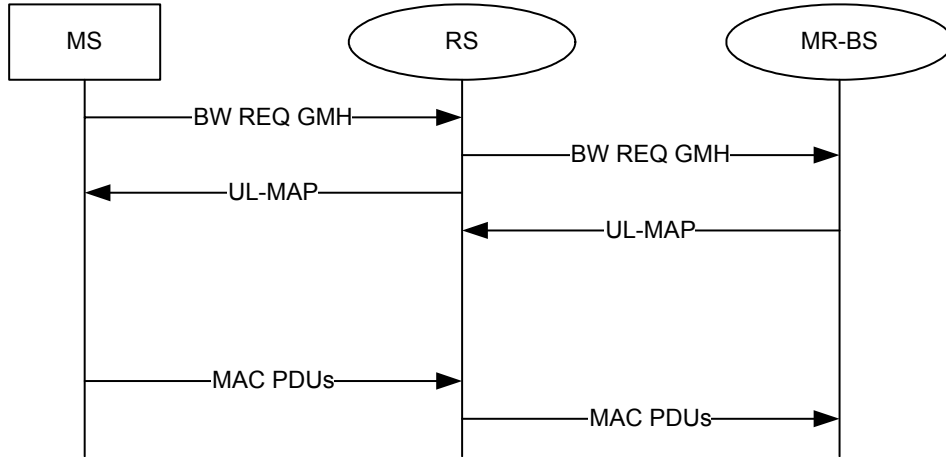 MS
RS
MR-BS
BW REQ GMH
BW REQ GMH
UL-MAP
UL-MAP
MAC PDUs
MAC PDUs